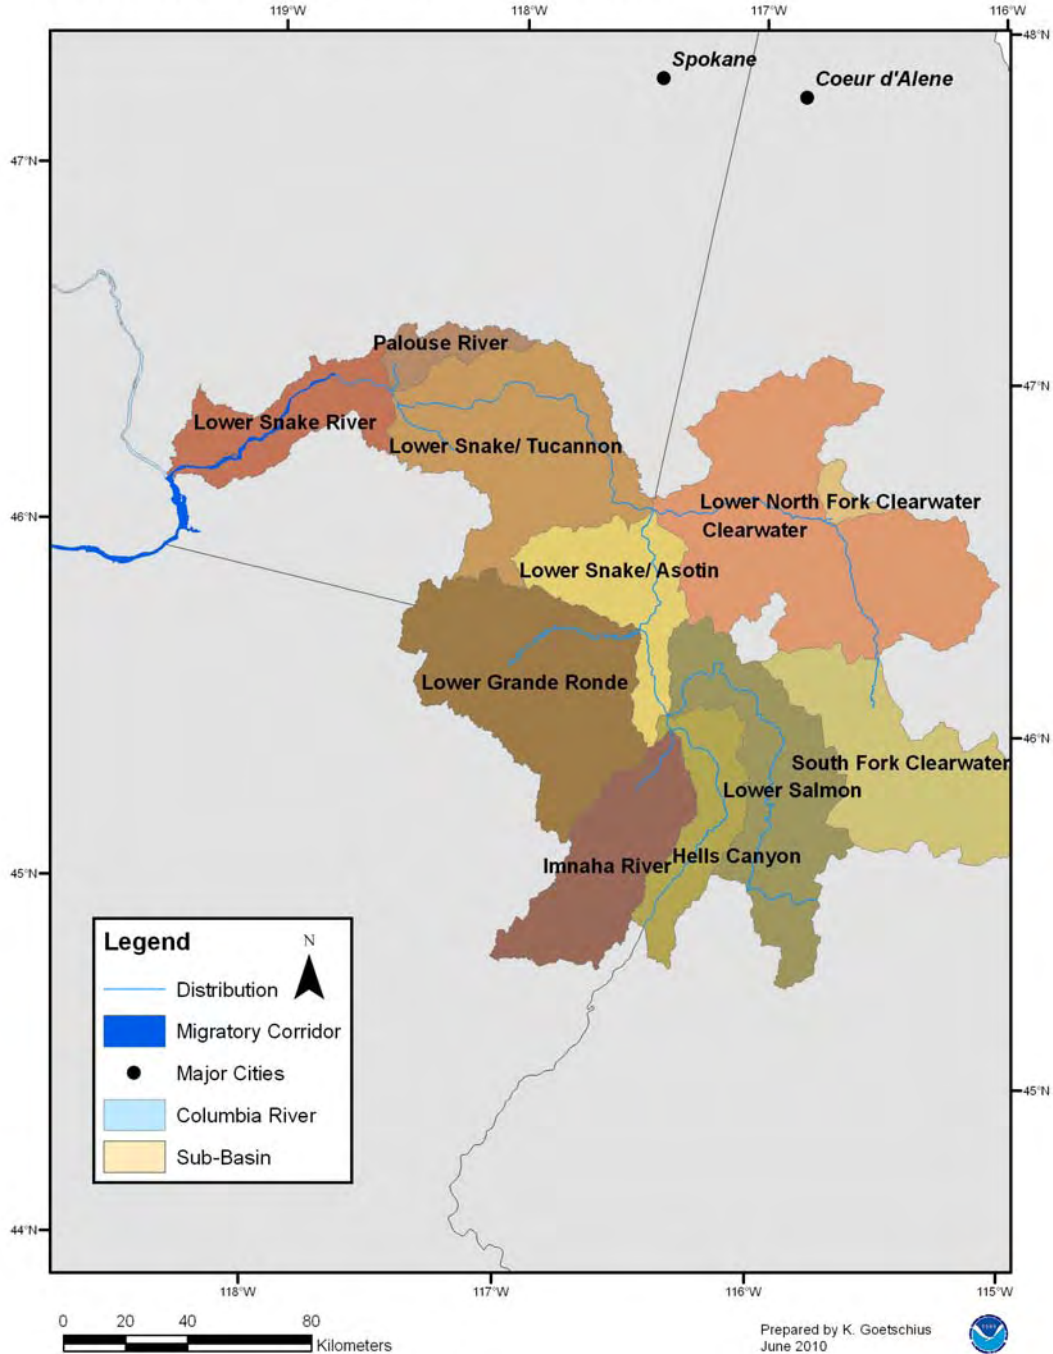 119°W
118°W
117°W
116°W
48°N
Spokane
Coeur d'Alene
47°N
Palouse River
47°N
Lower Snake River
Lower Snake/ Tucannon
Lower North Fork Clearwater
46°N
Clearwater
Lower Snake/ Asotin
Lower Grande Ronde
46°N
South Fork Clearwater
Lower Salmon
Hells Canyon
Imnaha River
45°N
Legend
N
Distribution
Migratory Corridor
Major Cities
Columbia River
Sub-Basin
45°N
44°N
118°W
117°W
116°W
115°W
0 20 40 80
Kilometers
Prepared by K. Goetschius
June 2010